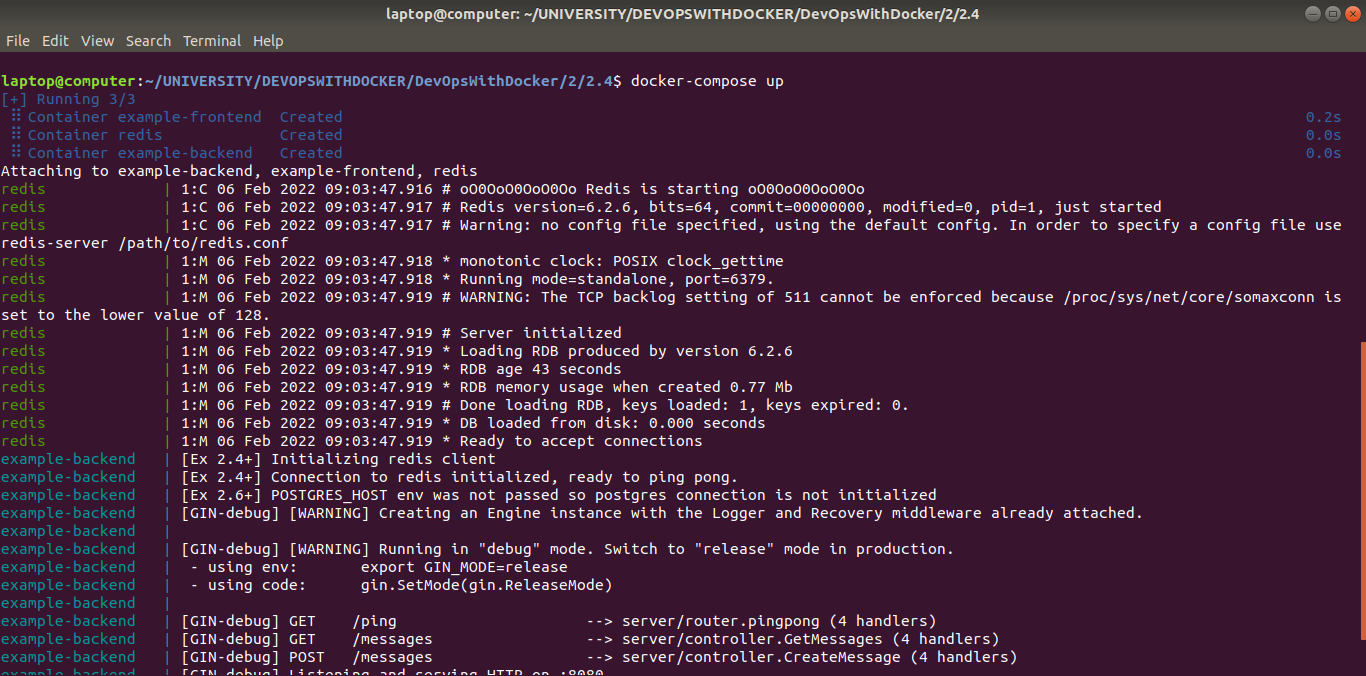 laptop@computer: ~/UNIVERSITY/DEVOPSWITHDOCKER/DevOpsWithDocker/2/2.4
File Edit View Search Terminal Help
laptop@computer:~/UNIVERSITY/DEVOPSWITHDOCKER/DevOpsWithDocker/2/2.4$ docker-compose up
[+] Running 3/3
⠿ Container example-frontend  Created 0.2s
⠿ Container redis             Created 0.0s
⠿ Container example-backend   Created 0.0s
Attaching to example-backend, example-frontend, redis
redis             | 1:C 06 Feb 2022 09:03:47.916 # oO0OoO0OoO0Oo Redis is starting oO0OoO0OoO0Oo
redis             | 1:C 06 Feb 2022 09:03:47.917 # Redis version=6.2.6, bits=64, commit=00000000, modified=0, pid=1, just started
redis             | 1:C 06 Feb 2022 09:03:47.917 # Warning: no config file specified, using the default config. In order to specify a config file use
redis-server /path/to/redis.conf
redis             | 1:M 06 Feb 2022 09:03:47.918 * monotonic clock: POSIX clock_gettime
redis             | 1:M 06 Feb 2022 09:03:47.918 * Running mode=standalone, port=6379.
redis             | 1:M 06 Feb 2022 09:03:47.919 # WARNING: The TCP backlog setting of 511 cannot be enforced because /proc/sys/net/core/somaxconn is
set to the lower value of 128.
redis             | 1:M 06 Feb 2022 09:03:47.919 # Server initialized
redis             | 1:M 06 Feb 2022 09:03:47.919 * Loading RDB produced by version 6.2.6
redis             | 1:M 06 Feb 2022 09:03:47.919 * RDB age 43 seconds
redis             | 1:M 06 Feb 2022 09:03:47.919 * RDB memory usage when created 0.77 Mb
redis             | 1:M 06 Feb 2022 09:03:47.919 # Done loading RDB, keys loaded: 1, keys expired: 0.
redis             | 1:M 06 Feb 2022 09:03:47.919 * DB loaded from disk: 0.000 seconds
redis             | 1:M 06 Feb 2022 09:03:47.919 * Ready to accept connections
example-backend   | [Ex 2.4+] Initializing redis client
example-backend   | [Ex 2.4+] Connection to redis initialized, ready to ping pong.
example-backend   | [Ex 2.6+] POSTGRES_HOST env was not passed so postgres connection is not initialized
example-backend   | [GIN-debug] [WARNING] Creating an Engine instance with the Logger and Recovery middleware already attached.
example-backend   |
example-backend   | [GIN-debug] [WARNING] Running in "debug" mode. Switch to "release" mode in production.
example-backend   |  - using env:       export GIN_MODE=release
example-backend   |  - using code:      gin.SetMode(gin.ReleaseMode)
example-backend   |
example-backend   | [GIN-debug] GET    /ping                     --> server/router.pingpong (4 handlers)
example-backend   | [GIN-debug] GET    /messages                 --> server/controller.GetMessages (4 handlers)
example-backend   | [GIN-debug] POST   /messages                 --> server/controller.CreateMessage (4 handlers)
example-backend   | [GIN-debug] Listening and serving HTTP on :8080